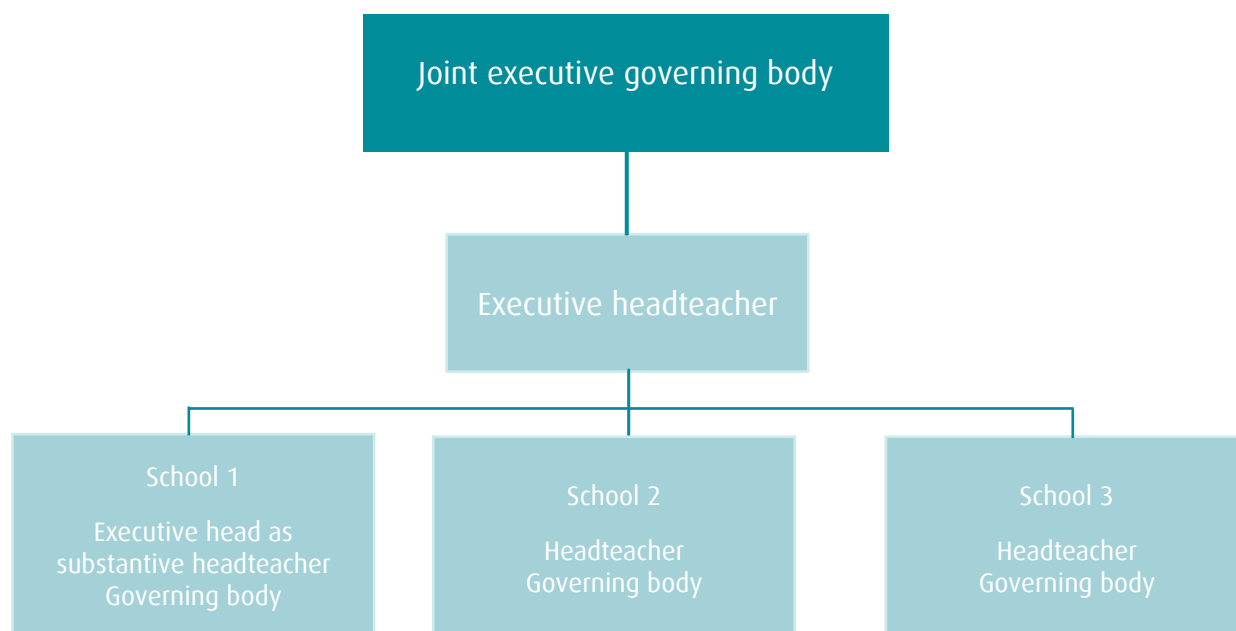 Joint executive governing body
Executive headteacher
School 1
Executive head as
substantive headteacher
Governing body
School 2
Headteacher
Governing body
School 3
Headteacher
Governing body